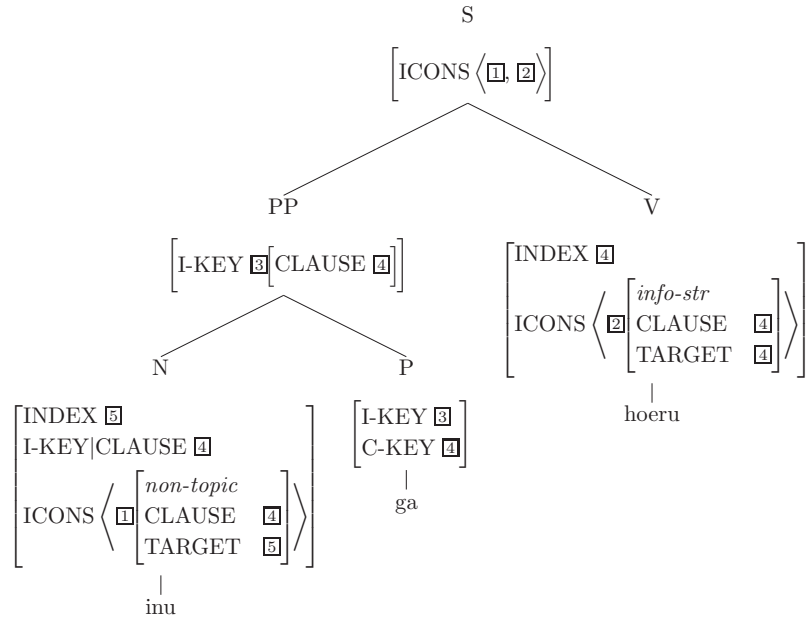 S
[ICONS ⟨[1], [2]⟩]
PP
V
[I-KEY [3][CLAUSE [4]]]
INDEX [4]
ICONS ⟨[2][info-str
CLAUSE [4]
TARGET [4]]⟩
hoeru
N
P
INDEX [5]
I-KEY|CLAUSE [4]
ICONS ⟨[1][non-topic
CLAUSE [4]
TARGET [5]]⟩
inu
I-KEY [3]
C-KEY [4]
ga